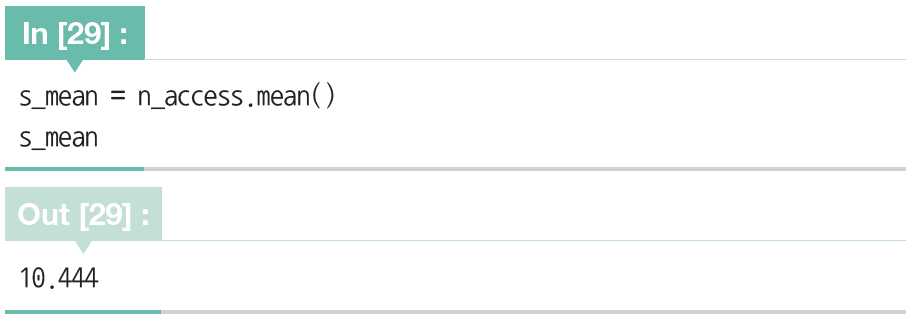 In [29] :
s_mean = n_access.mean()
s_mean
Out [29] :
10.444